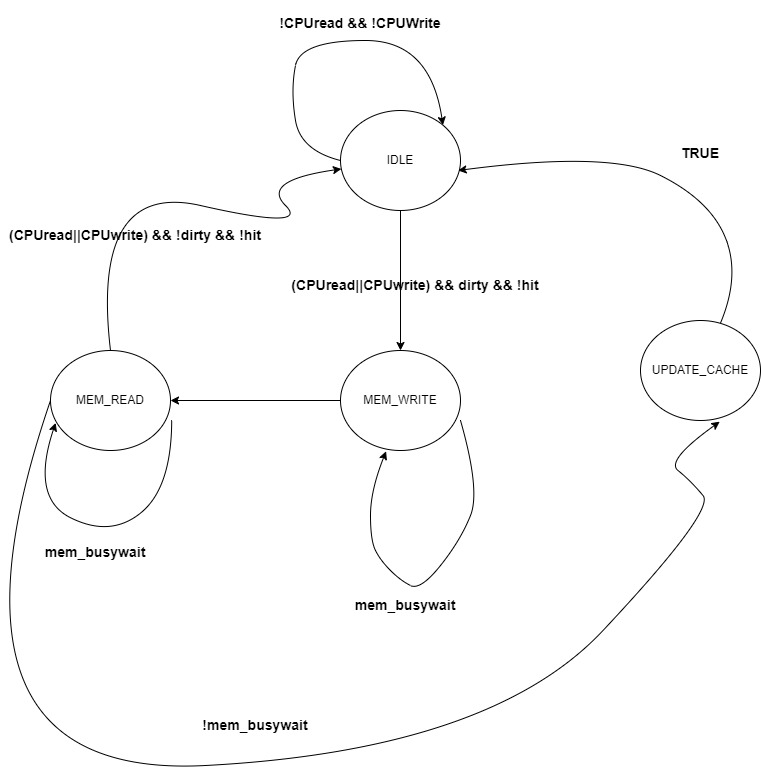 !CPUread && !CPUWrite
IDLE
TRUE
(CPUread||CPUwrite) && !dirty && !hit
(CPUread||CPUwrite) && dirty && !hit
UPDATE_CACHE
MEM_READ
MEM_WRITE
mem_busywait
mem_busywait
!mem_busywait